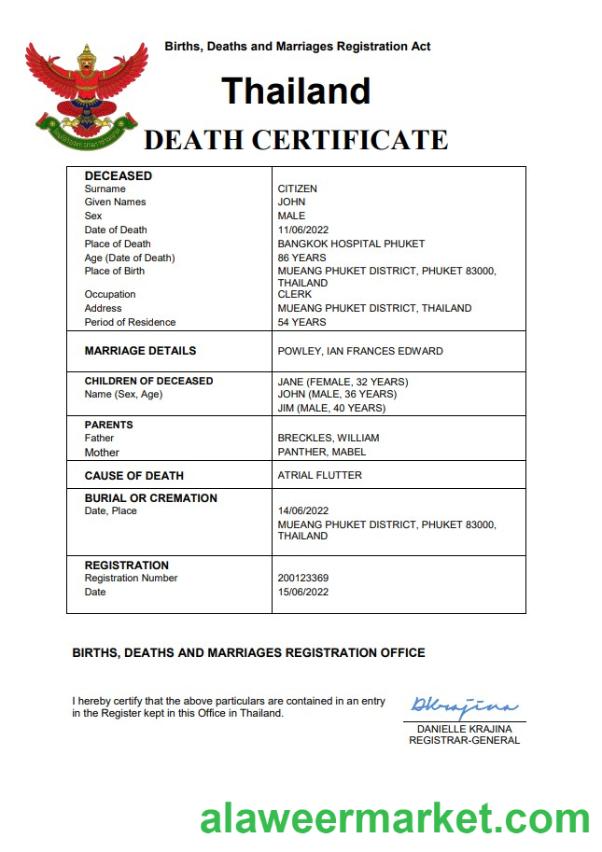 Births, Deaths and Marriages Registration Act
Thailand
DEATH CERTIFICATE
DECEASED
Surname CITIZEN
Given Names JOHN
Sex MALE
Date of Death 11/06/2022
Place of Death BANGKOK HOSPITAL PHUKET
Age (Date of Death) 86 YEARS
Place of Birth MUEANG PHUKET DISTRICT, PHUKET 83000,
THAILAND
Occupation CLERK
Address MUEANG PHUKET DISTRICT, THAILAND
Period of Residence 54 YEARS
MARRIAGE DETAILS POWLEY, IAN FRANCES EDWARD
CHILDREN OF DECEASED JANE (FEMALE, 32 YEARS)
Name (Sex, Age) JOHN (MALE, 36 YEARS)
JIM (MALE, 40 YEARS)
PARENTS
Father BRECKLES, WILLIAM
Mother PANTHER, MABEL
CAUSE OF DEATH ATRIAL FLUTTER
BURIAL OR CREMATION
Date, Place 14/06/2022
MUEANG PHUKET DISTRICT, PHUKET 83000,
THAILAND
REGISTRATION
Registration Number 200123369
Date 15/06/2022
BIRTHS, DEATHS AND MARRIAGES REGISTRATION OFFICE
I hereby certify that the above particulars are contained in an entry
in the Register kept in this Office in Thailand.
DKrajina
DANIELLE KRAJINA
REGISTRAR-GENERAL
alaweermarket.com